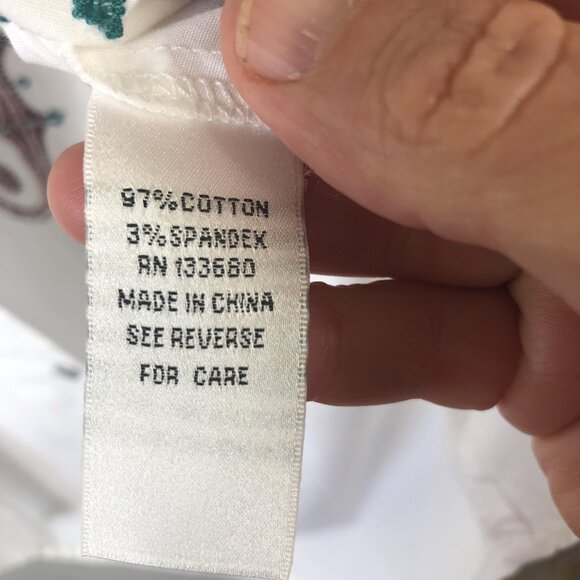 97% COTTON
3% SPANDEX
RN 133680
MADE IN CHINA
SEE REVERSE
FOR CARE